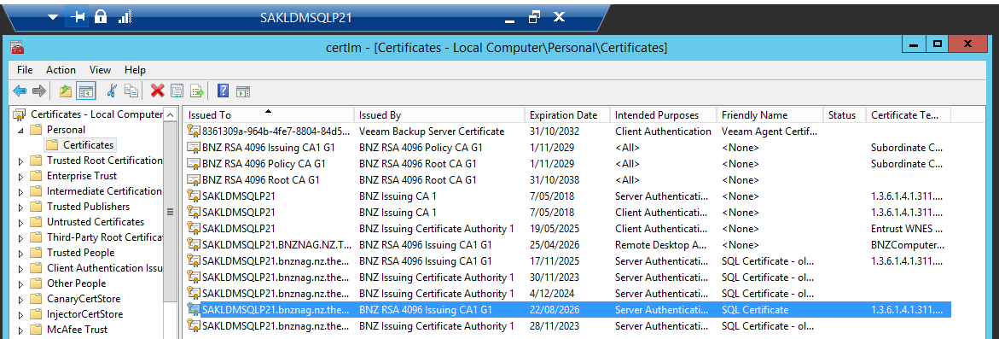 SAKLDMSQLP21
certlm - [Certificates - Local Computer\Personal\Certificates]
File Action View Help
Certificates - Local Computer
Personal
Certificates
Trusted Root Certification
Enterprise Trust
Intermediate Certification
Trusted Publishers
Untrusted Certificates
Third-Party Root Certifica
Trusted People
Client Authentication Issu
Other People
CanaryCertStore
InjectorCertStore
McAfee Trust
Issued To Issued By Expiration Date Intended Purposes Friendly Name Status Certificate Te...
8361309a-964b-4fe7-8804-84d5... Veeam Backup Server Certificate 31/10/2032 Client Authentication Veeam Agent Certif...
BNZ RSA 4096 Issuing CA1 G1 BNZ RSA 4096 Policy CA G1 1/11/2029 <All> <None> Subordinate C...
BNZ RSA 4096 Policy CA G1 BNZ RSA 4096 Root CA G1 1/11/2029 <All> <None> Subordinate C...
BNZ RSA 4096 Root CA G1 BNZ RSA 4096 Root CA G1 31/10/2038 <All> <None>
SAKLDMSQLP21 BNZ Issuing CA 1 7/05/2018 Server Authenticati... <None> 1.3.6.1.4.1.311....
SAKLDMSQLP21 BNZ Issuing CA 1 7/05/2018 Client Authenticati... <None> 1.3.6.1.4.1.311....
SAKLDMSQLP21 BNZ Issuing Certificate Authority 1 19/05/2025 Client Authenticati... <None> Entrust WNES ...
SAKLDMSQLP21.BNZNAG.NZ.T... BNZ RSA 4096 Issuing CA1 G1 25/04/2026 Remote Desktop A... <None> BNZComputer...
SAKLDMSQLP21.bnznag.nz.the... BNZ RSA 4096 Issuing CA1 G1 17/11/2025 Server Authenticati... SQL Certificate - ol... 1.3.6.1.4.1.311....
SAKLDMSQLP21.bnznag.nz.the... BNZ Issuing Certificate Authority 1 30/11/2023 Server Authenticati... SQL Certificate - ol...
SAKLDMSQLP21.bnznag.nz.the... BNZ Issuing Certificate Authority 1 4/12/2024 Server Authenticati... SQL Certificate - ol...
SAKLDMSQLP21.bnznag.nz.the... BNZ RSA 4096 Issuing CA1 G1 22/08/2026 Server Authenticati... SQL Certificate 1.3.6.1.4.1.311....
SAKLDMSQLP21.bnznag.nz.the... BNZ Issuing Certificate Authority 1 28/11/2023 Server Authenticati... SQL Certificate - ol...